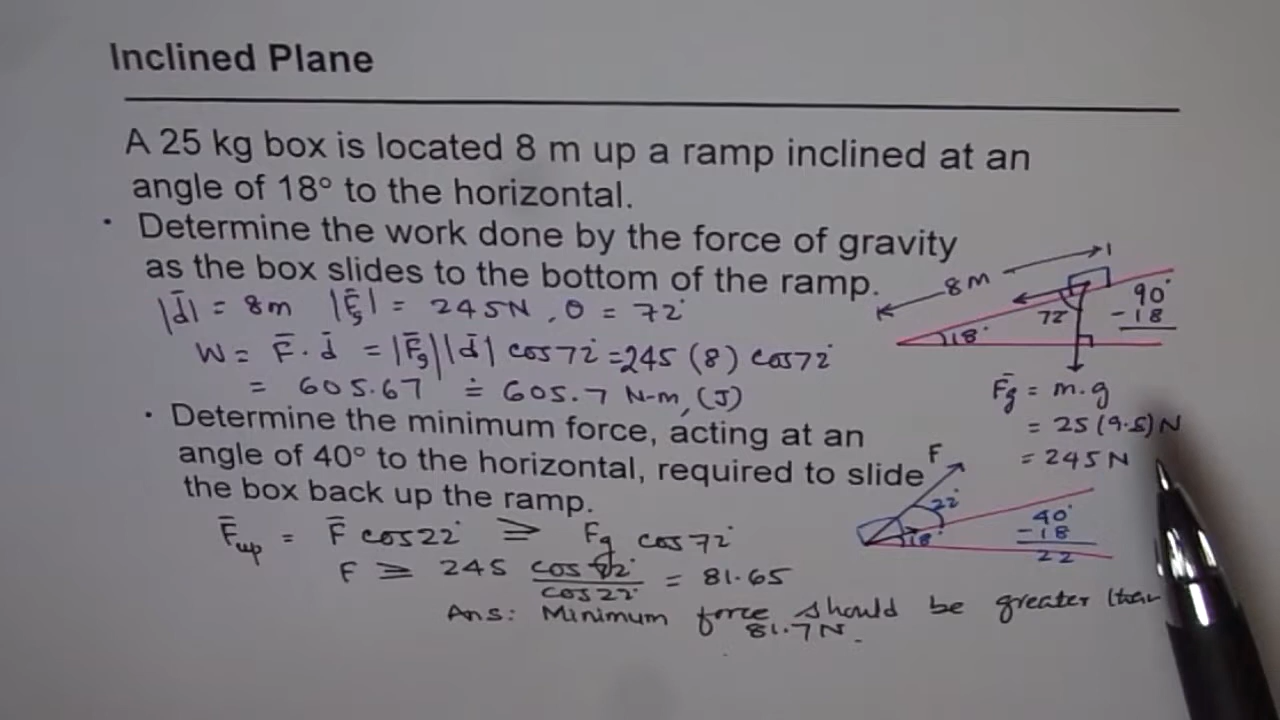 Inclined Plane
A 25 kg box is located 8 m up a ramp inclined at an
angle of 18° to the horizontal.
· Determine the work done by the force of gravity
as the box slides to the bottom of the ramp.
|d̄| = 8m |F̄g| = 245N, θ = 72°
W = F̄ · d̄ = |F̄g||d̄| cos72° = 245 (8) cos72°
= 605.67 ≐ 605.7 N-m, (J)
8m
18°
72°
90°
-18
F̄g = m.g
= 25(9.8)N
= 245N
· Determine the minimum force, acting at an
angle of 40° to the horizontal, required to slide
the box back up the ramp.
F̄up = F̄ cos22° ≥ Fg cos72°
F ≥ 245 cos72° / cos22° = 81.65
Ans: Minimum force should be greater than
81.7N.
F
22°
18°
40°
-18
22